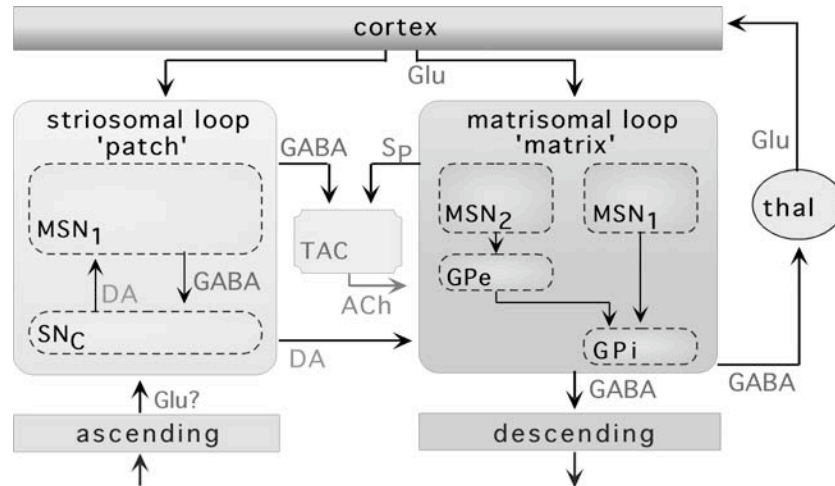 cortex
Glu
striosomal loop
'patch'
GABA
SP
matrisomal loop
'matrix'
Glu
MSN1
MSN2
MSN1
thal
TAC
GABA
DA
GPe
ACh
SNC
GPi
DA
GABA
GABA
Glu?
ascending
descending